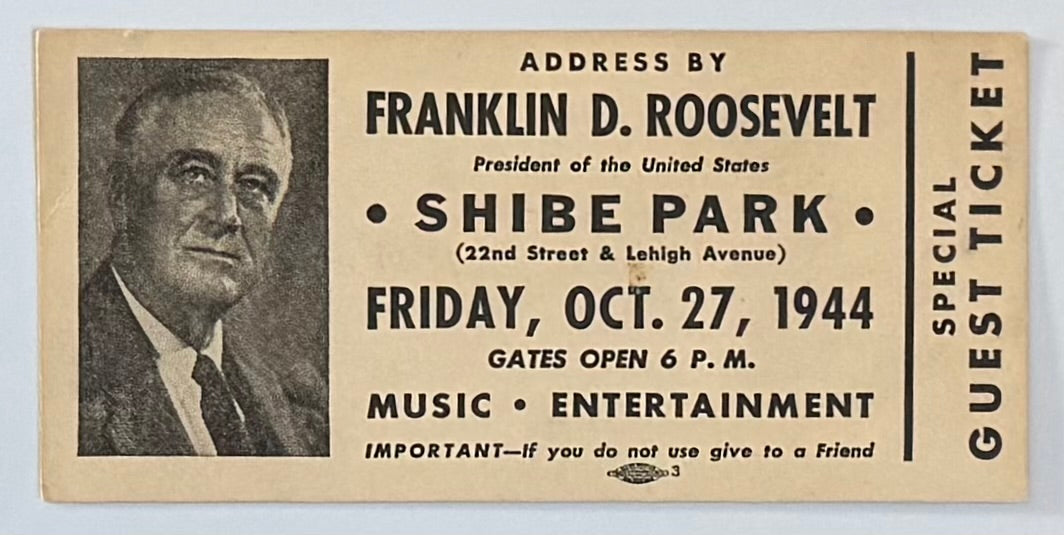 ADDRESS BY
FRANKLIN D. ROOSEVELT
President of the United States
• SHIBE PARK •
(22nd Street & Lehigh Avenue)
FRIDAY, OCT. 27, 1944
GATES OPEN 6 P. M.
MUSIC • ENTERTAINMENT
IMPORTANT—If you do not use give to a Friend
3
SPECIAL
GUEST TICKET